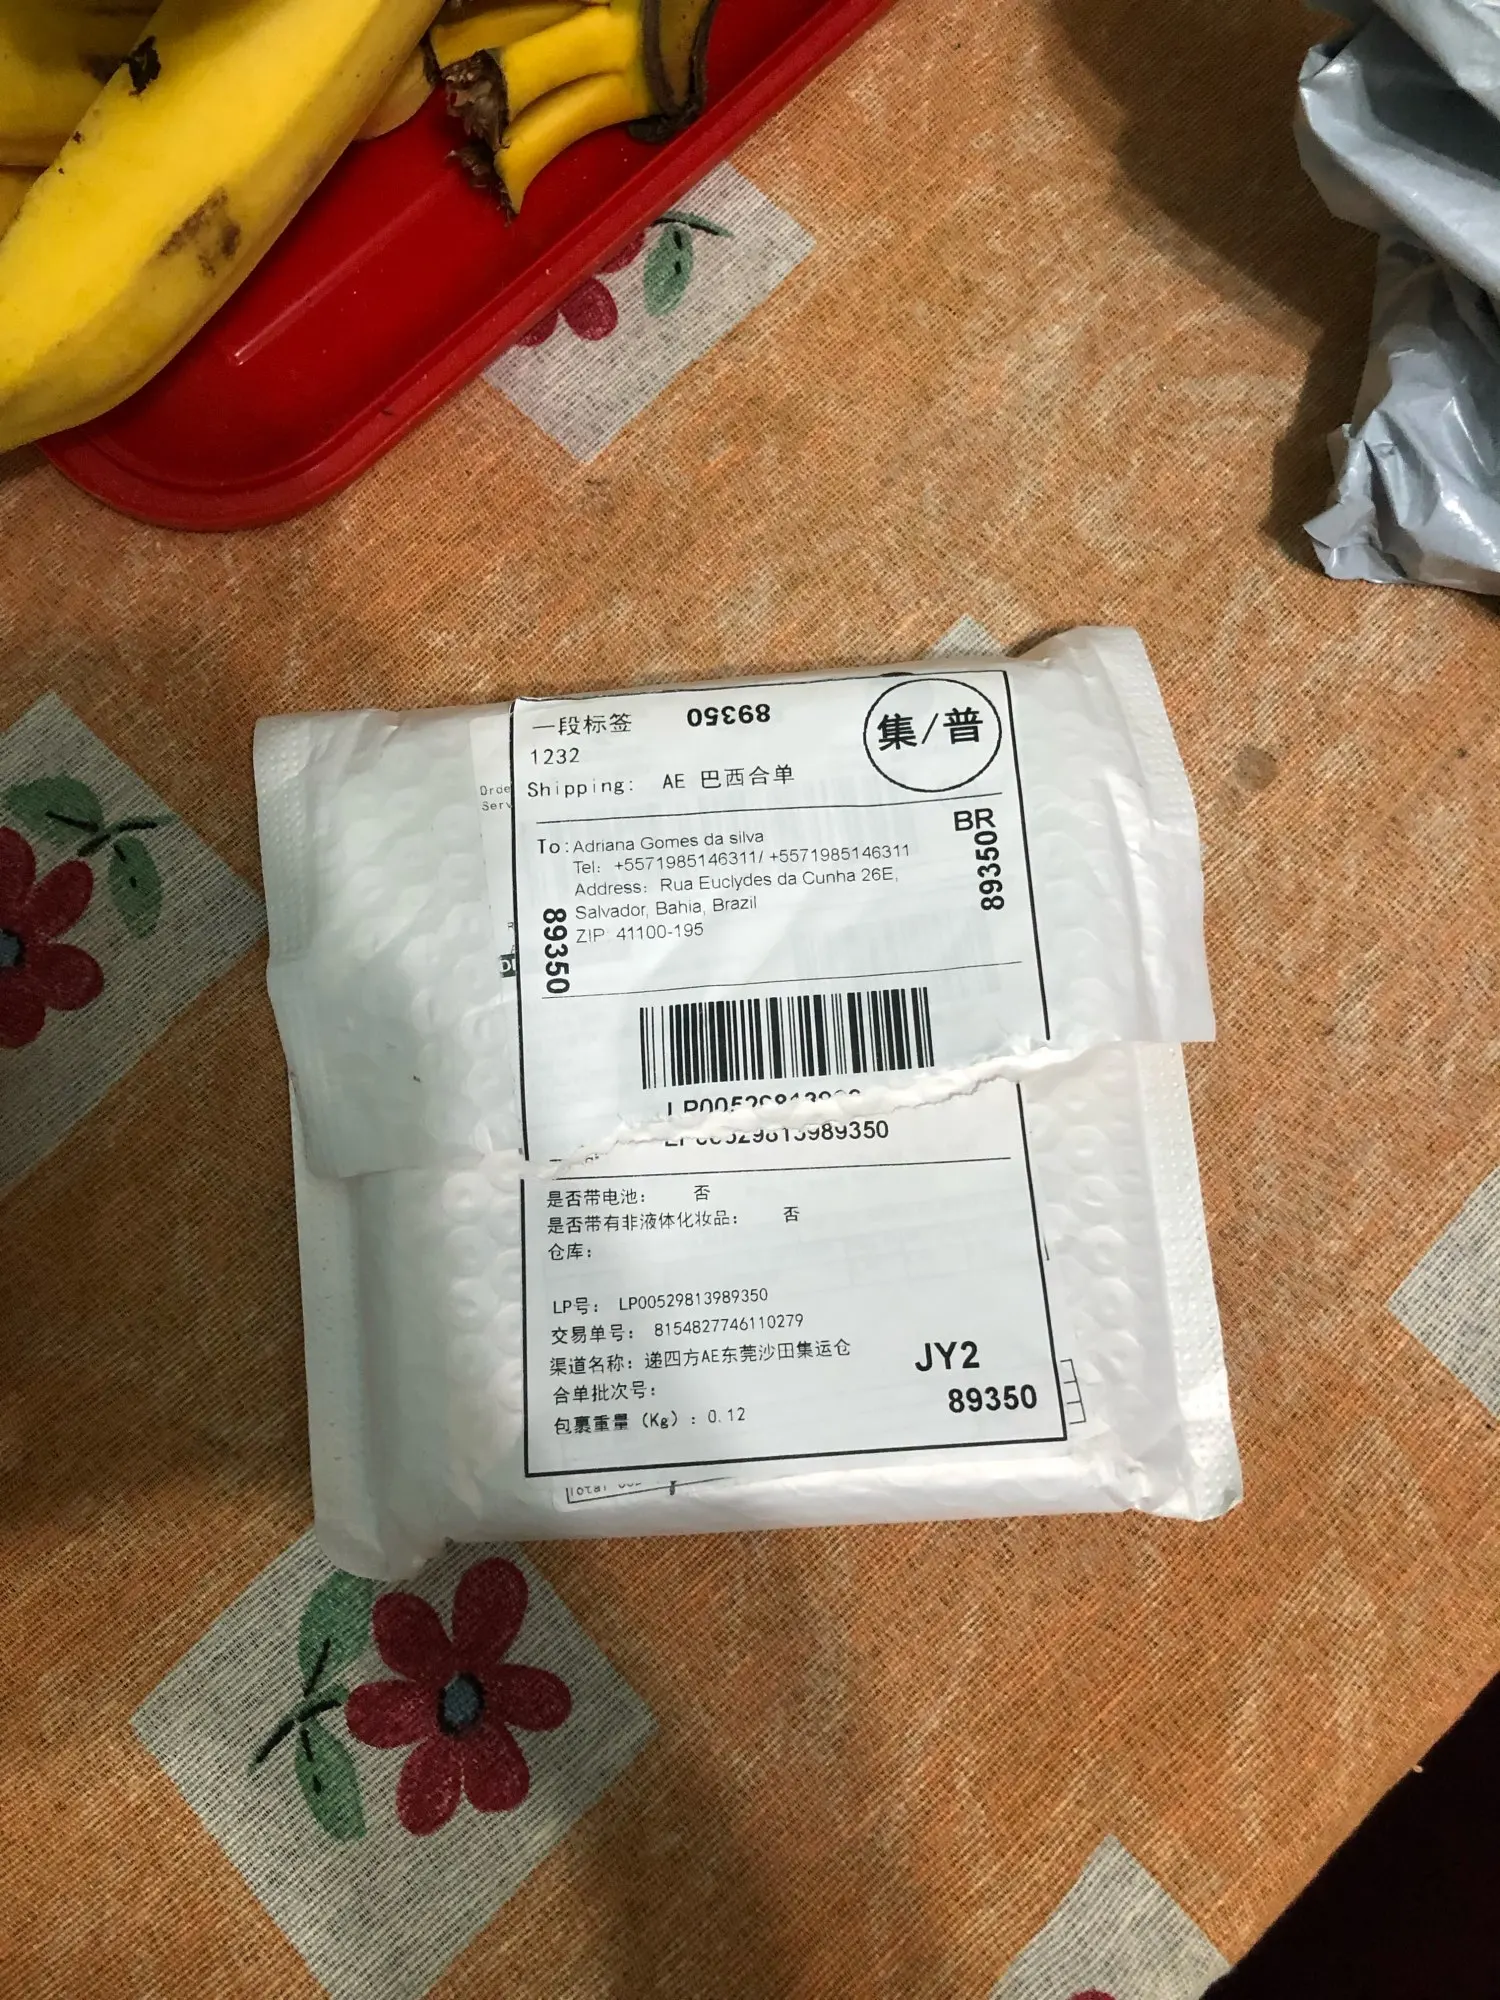 一段标签
89350
集/普
1232
Shipping: AE 巴西合单
Orde
Serv
To: Adriana Gomes da silva
BR
Tel: +5571985146311/ +5571985146311
Address: Rua Euclydes da Cunha 26E,
Salvador, Bahia, Brazil
ZIP: 41100-195
89350
89350
LP00529813989350
是否带电池: 否
是否带有非液体化妆品: 否
仓库:
LP号: LP00529813989350
交易单号: 8154827746110279
渠道名称: 递四方AE东莞沙田集运仓
JY2
合单批次号:
89350
包裹重量 (Kg) : 0.12
Total